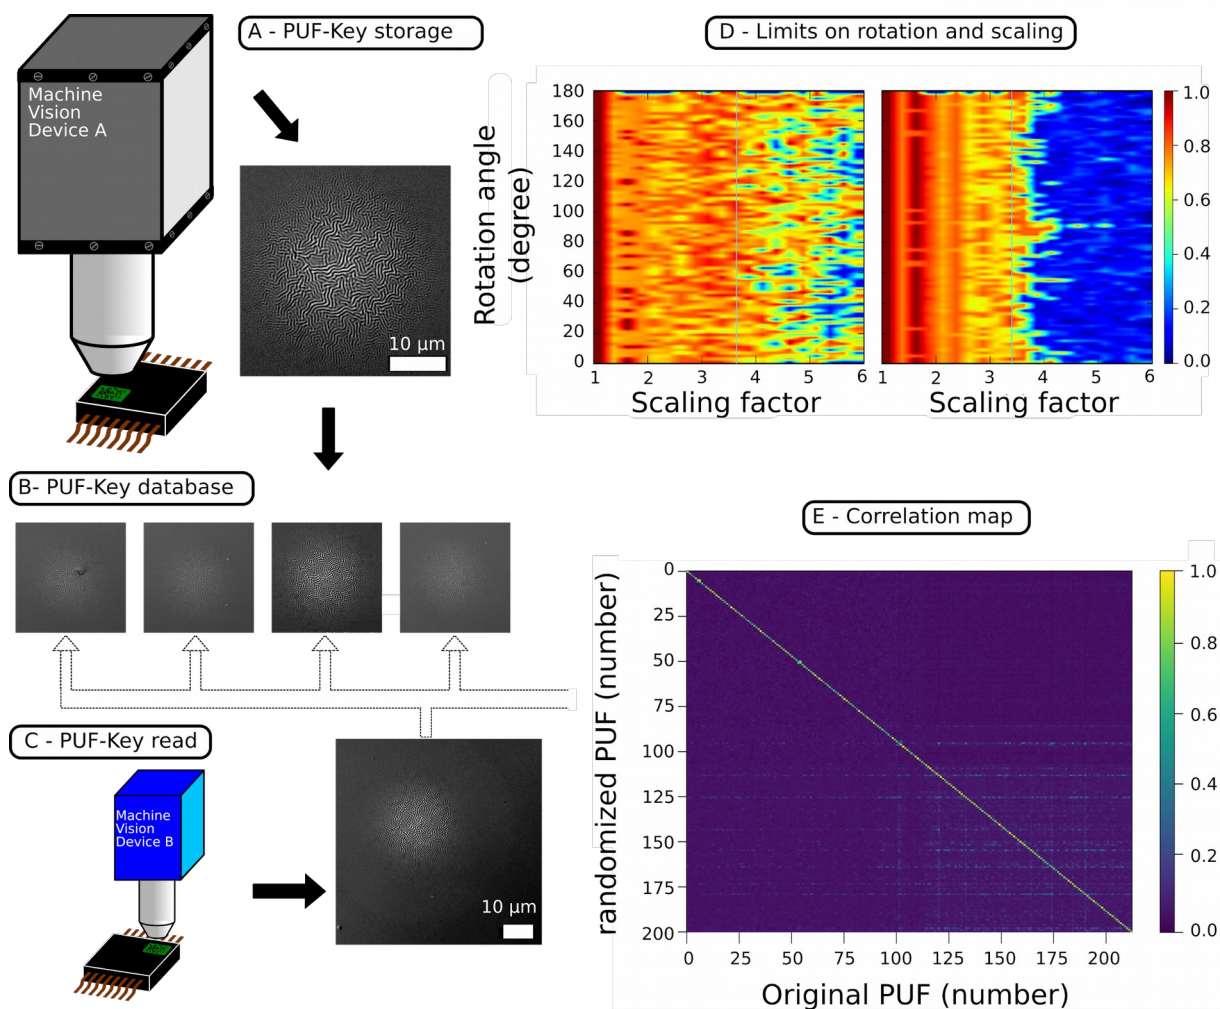 A - PUF-Key storage
Machine
Vision
Device A
10 μm
B- PUF-Key database
C - PUF-Key read
Machine
Vision
Device B
10 μm
D - Limits on rotation and scaling
Rotation angle
(degree)
180
160
140
120
100
80
60
40
20
0
1 2 3 4 5 6
Scaling factor
1 2 3 4 5 6
Scaling factor
1.0
0.8
0.6
0.4
0.2
0.0
E - Correlation map
randomized PUF (number)
0
25
50
75
100
125
150
175
200
0 25 50 75 100 125 150 175 200
Original PUF (number)
1.0
0.8
0.6
0.4
0.2
0.0